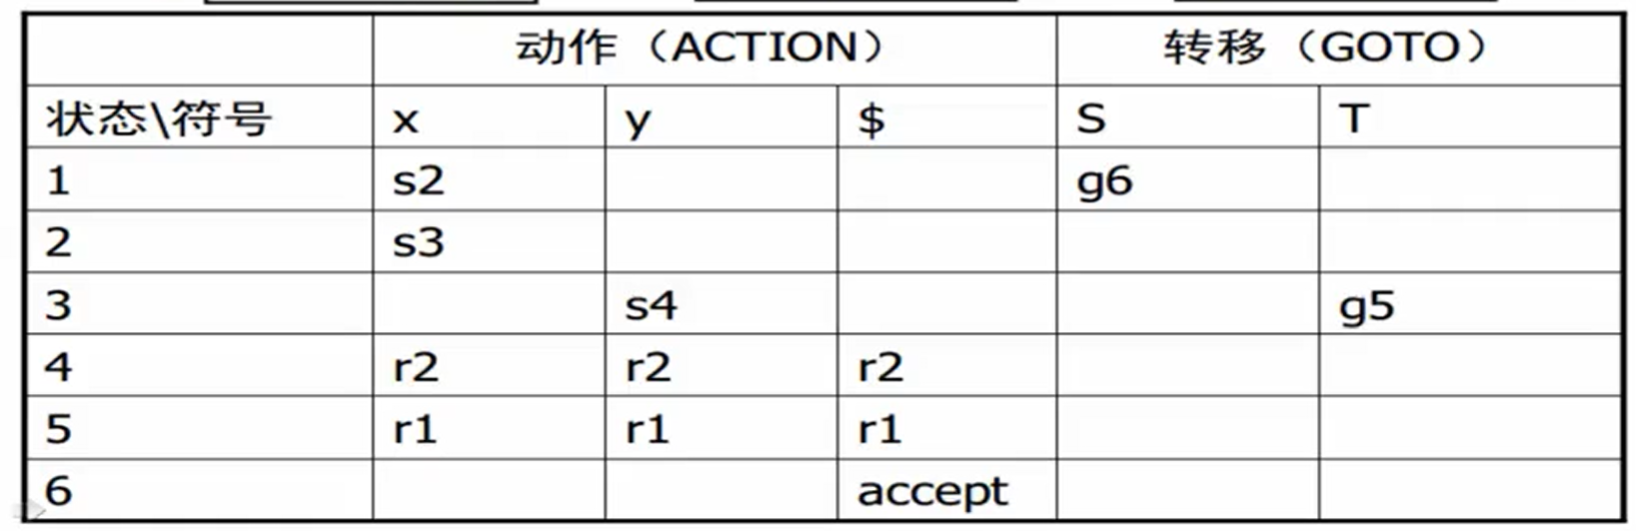 动作（ACTION） 转移（GOTO）
状态\符号 x y $ S T
1 s2 g6
2 s3
3 s4 g5
4 r2 r2 r2
5 r1 r1 r1
6 accept